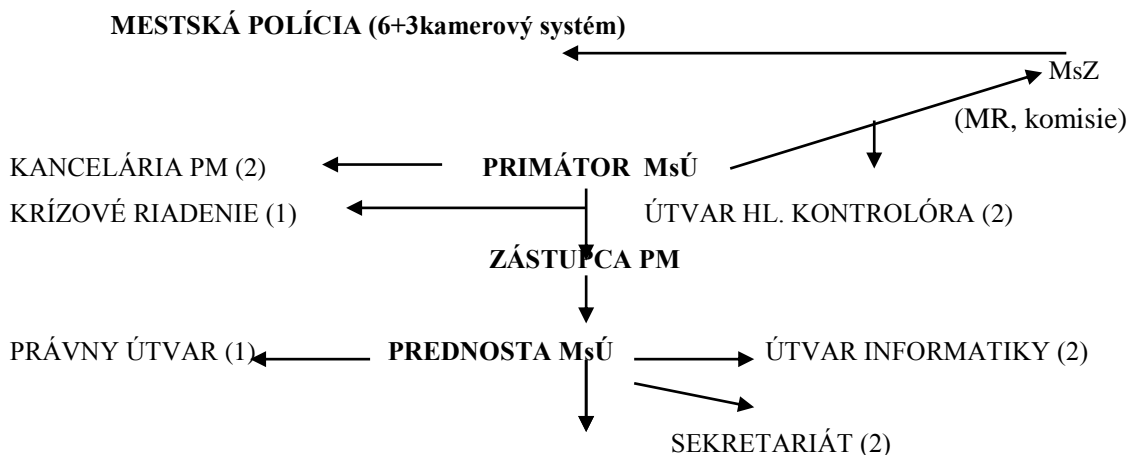 MESTSKÁ POLÍCIA (6+3kamerový systém)
MsZ
(MR, komisie)
KANCELÁRIA PM (2) PRIMÁTOR MsÚ
KRÍZOVÉ RIADENIE (1) ÚTVAR HL. KONTROLÓRA (2)
ZÁSTUPCA PM
PRÁVNY ÚTVAR (1) PREDNOSTA MsÚ ÚTVAR INFORMATIKY (2)
SEKRETARIÁT (2)